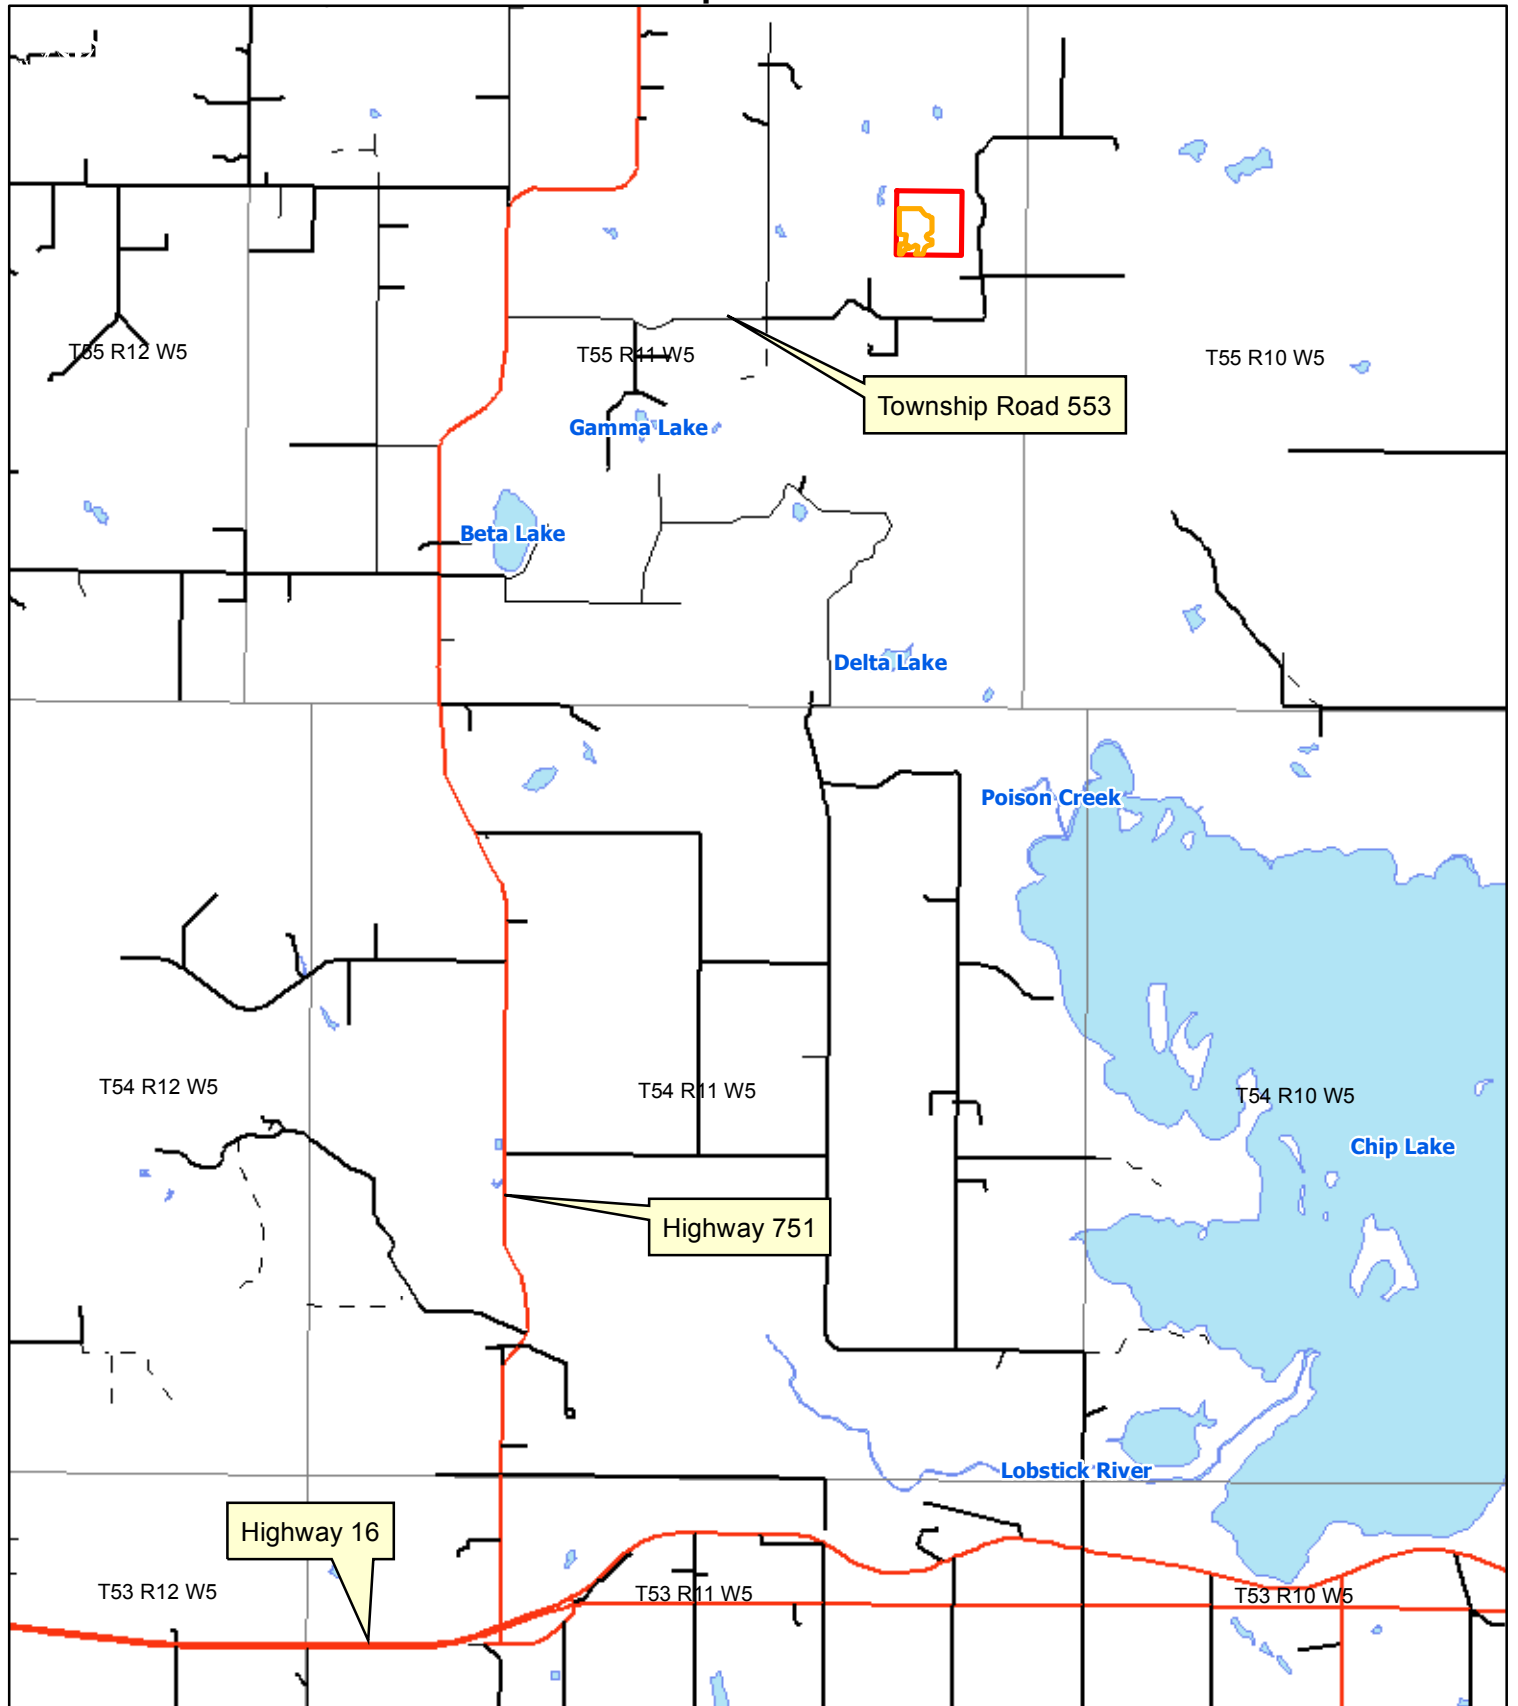 T55 R12 W5
T55 R11 W5
T55 R10 W5
Township Road 553
Gamma Lake
Beta Lake
Delta Lake
Poison Creek
T54 R12 W5
T54 R11 W5
T54 R10 W5
Chip Lake
Highway 751
Lobstick River
Highway 16
T53 R12 W5
T53 R11 W5
T53 R10 W5